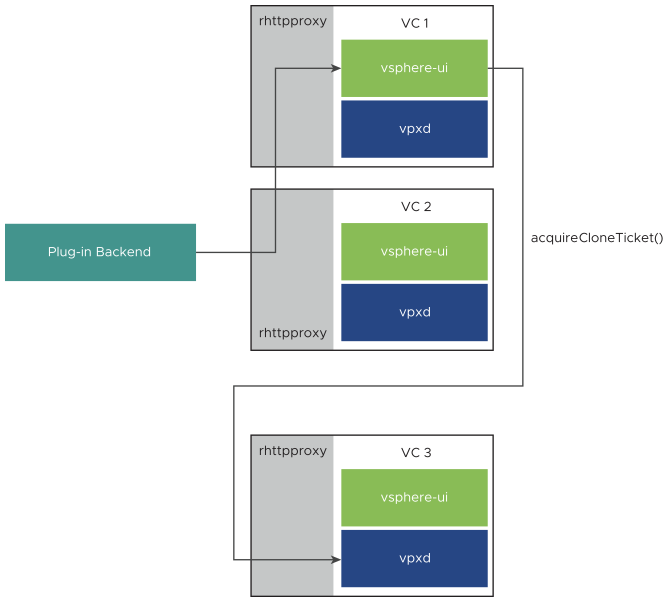 rhttpproxy
VC 1
vsphere-ui
vpxd
VC 2
acquireCloneTicket()
Plug-in Backend
vsphere-ui
vpxd
rhttpproxy
rhttpproxy
VC 3
vsphere-ui
vpxd